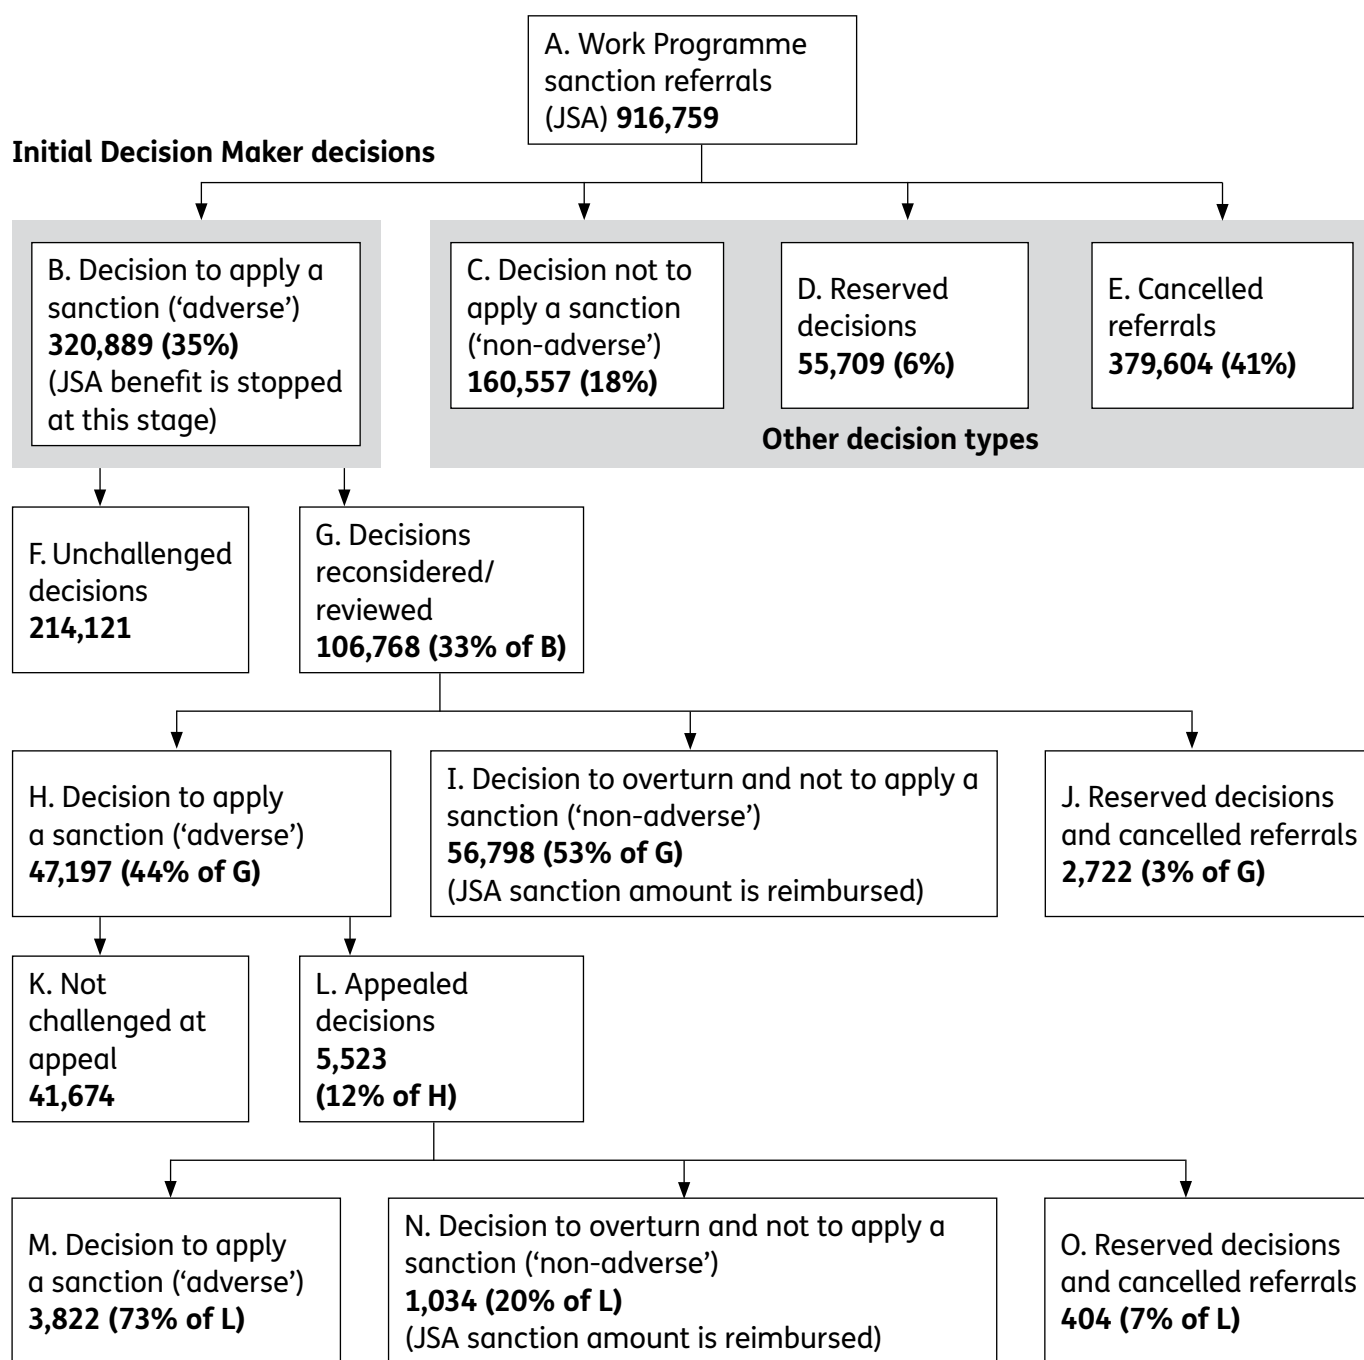 A. Work Programme
sanction referrals
(JSA) 916,759
Initial Decision Maker decisions
B. Decision to apply a
sanction (‘adverse’)
320,889 (35%)
(JSA benefit is stopped
at this stage)
C. Decision not to
apply a sanction
(‘non-adverse’)
160,557 (18%)
D. Reserved
decisions
55,709 (6%)
E. Cancelled
referrals
379,604 (41%)
Other decision types
F. Unchallenged
decisions
214,121
G. Decisions
reconsidered/
reviewed
106,768 (33% of B)
H. Decision to apply
a sanction (‘adverse’)
47,197 (44% of G)
I. Decision to overturn and not to apply a
sanction (‘non-adverse’)
56,798 (53% of G)
(JSA sanction amount is reimbursed)
J. Reserved decisions
and cancelled referrals
2,722 (3% of G)
K. Not
challenged at
appeal
41,674
L. Appealed
decisions
5,523
(12% of H)
M. Decision to apply
a sanction (‘adverse’)
3,822 (73% of L)
N. Decision to overturn and not to apply a
sanction (‘non-adverse’)
1,034 (20% of L)
(JSA sanction amount is reimbursed)
O. Reserved decisions
and cancelled referrals
404 (7% of L)